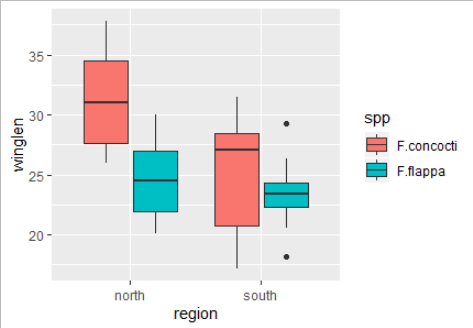 35
30
25
20
winglen
north south
region
spp
F.concocti
F.flappa